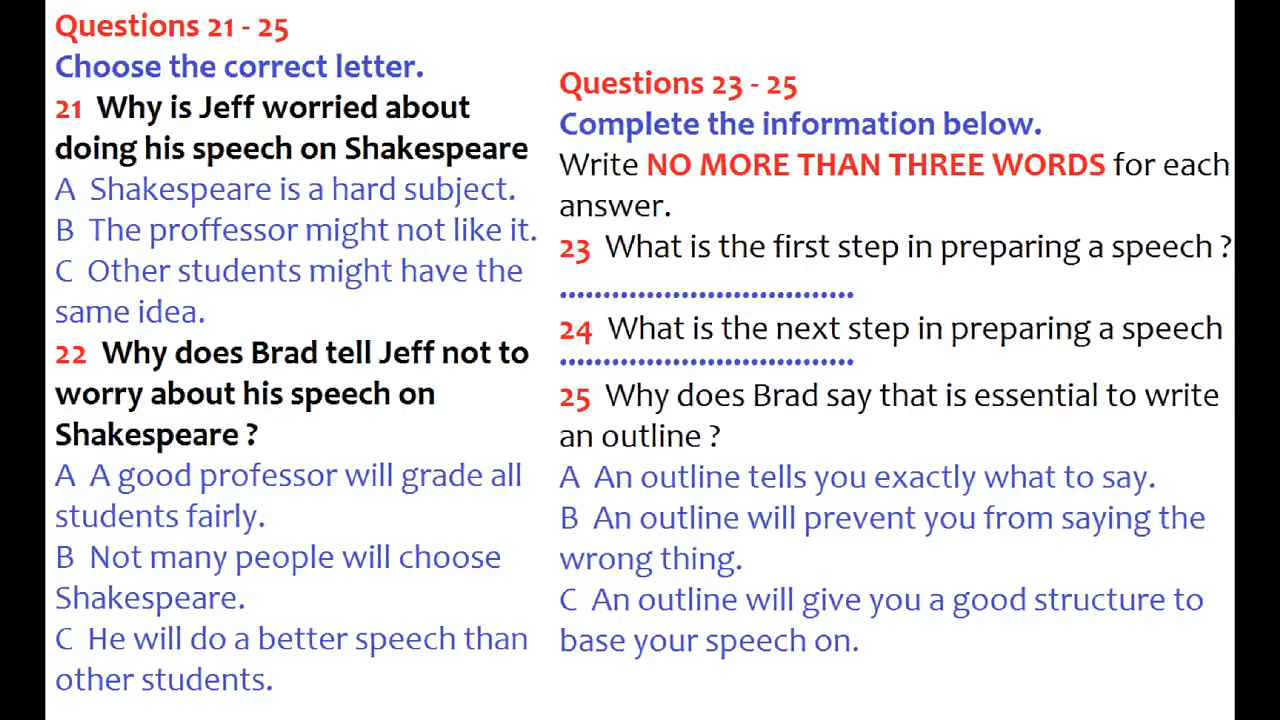 Questions 21 - 25
Choose the correct letter.
21 Why is Jeff worried about
doing his speech on Shakespeare
A Shakespeare is a hard subject.
B The proffessor might not like it.
C Other students might have the
same idea.
22 Why does Brad tell Jeff not to
worry about his speech on
Shakespeare ?
A A good professor will grade all
students fairly.
B Not many people will choose
Shakespeare.
C He will do a better speech than
other students.
Questions 23 - 25
Complete the information below.
Write NO MORE THAN THREE WORDS for each
answer.
23 What is the first step in preparing a speech ?
..................................
24 What is the next step in preparing a speech
..................................
25 Why does Brad say that is essential to write
an outline ?
A An outline tells you exactly what to say.
B An outline will prevent you from saying the
wrong thing.
C An outline will give you a good structure to
base your speech on.